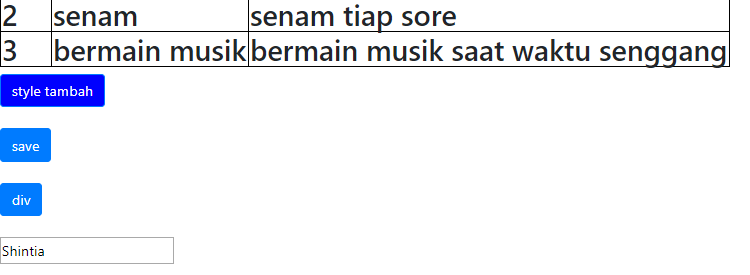 2 senam senam tiap sore
3 bermain musik bermain musik saat waktu senggang
style tambah
save
div
Shintia